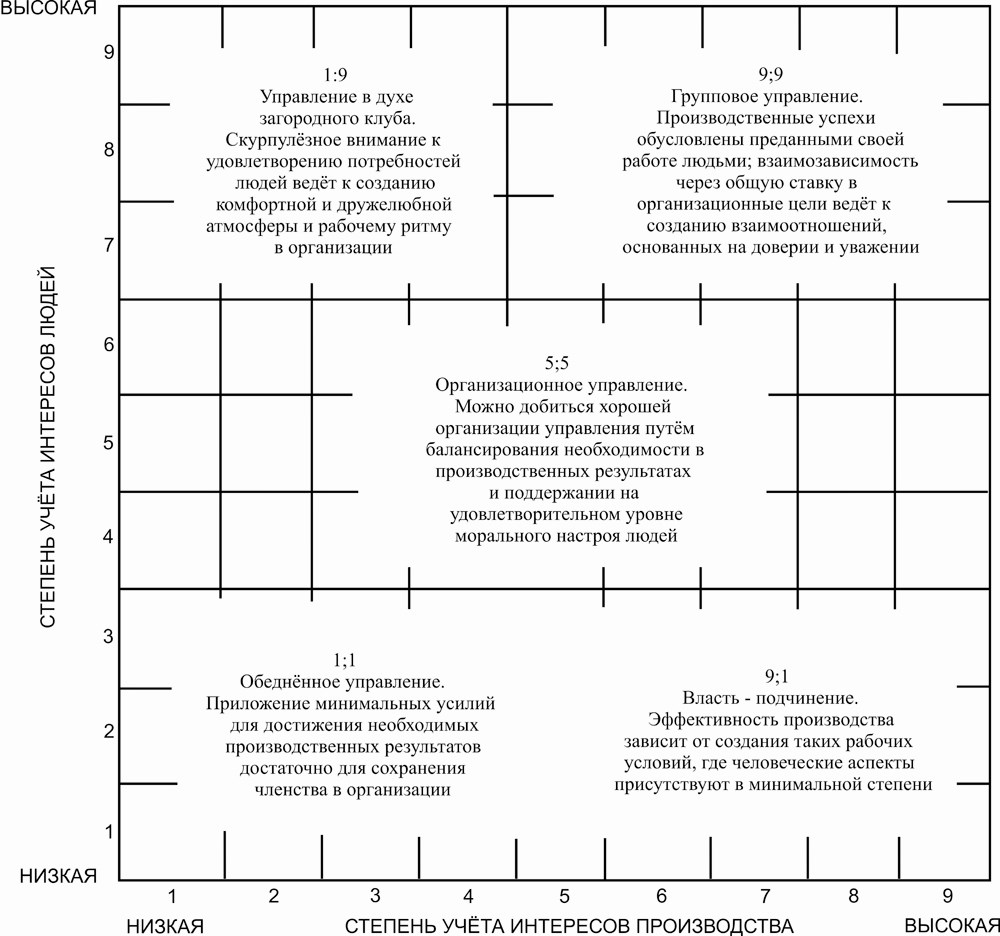 ВЫСОКАЯ
9
8
7
6
5
4
3
2
1
НИЗКАЯ
СТЕПЕНЬ УЧЁТА ИНТЕРЕСОВ ЛЮДЕЙ
1:9
Управление в духе
загородного клуба.
Скурпулёзное внимание к
удовлетворению потребностей
людей ведёт к созданию
комфортной и дружелюбной
атмосферы и рабочему ритму
в организации
9;9
Групповое управление.
Производственные успехи
обусловлены преданными своей
работе людьми; взаимозависимость
через общую ставку в
организационные цели ведёт к
созданию взаимоотношений,
основанных на доверии и уважении
5;5
Организационное управление.
Можно добиться хорошей
организации управления путём
балансирования необходимости в
производственных результатах
и поддержании на
удовлетворительном уровне
морального настроя людей
1;1
Обеднённое управление.
Приложение минимальных усилий
для достижения необходимых
производственных результатов
достаточно для сохранения
членства в организации
9;1
Власть - подчинение.
Эффективность производства
зависит от создания таких рабочих
условий, где человеческие аспекты
присутствуют в минимальной степени
1 2 3 4 5 6 7 8 9
НИЗКАЯ СТЕПЕНЬ УЧЁТА ИНТЕРЕСОВ ПРОИЗВОДСТВА ВЫСОКАЯ